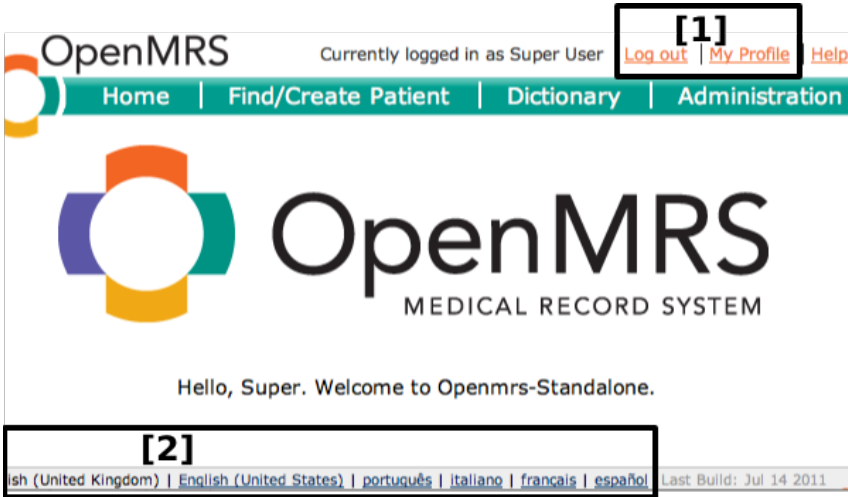 [1]
OpenMRS Currently logged in as Super User Log out | My Profile | Help
Home | Find/Create Patient | Dictionary | Administration
OpenMRS
MEDICAL RECORD SYSTEM
Hello, Super. Welcome to Openmrs-Standalone.
[2]
ish (United Kingdom) | English (United States) | português | italiano | français | español Last Build: Jul 14 2011